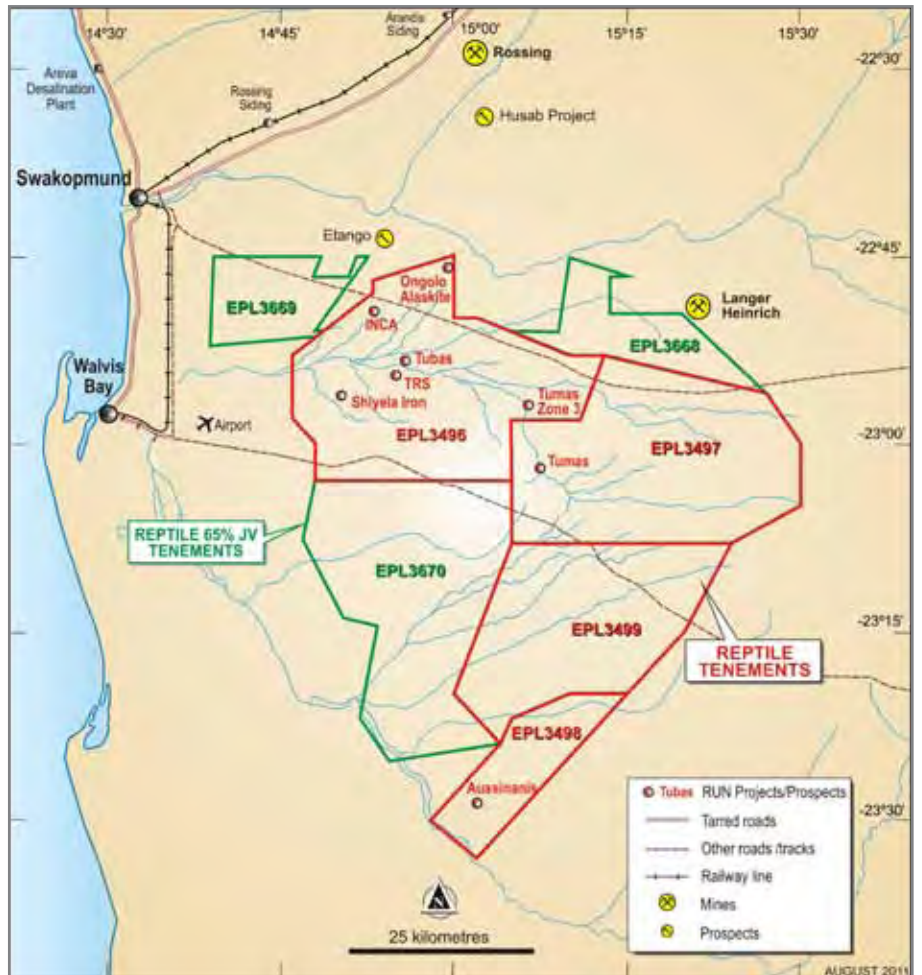 14°30'
14°45'
15°00'
15°15'
15°30'
Arandis
Siding
Rossing
-22°30'
Areva
Desalination
Plant
Rossing
Siding
Husab Project
Swakopmund
Etango
-22°45'
Ongolo
Alaskite
EPL3669
INCA
Langer
Heinrich
EPL3668
Walvis
Bay
Tubas
TRS
Shiyela Iron
Tumas
Zone 3
Airport
EPL3496
EPL3497
-23°00'
Tumas
REPTILE 65% JV
TENEMENTS
EPL3670
EPL3499
-23°15'
REPTILE
TENEMENTS
EPL3498
Aussinanis
-23°30'
Tubas RUN Projects/Prospects
Tarred roads
Other roads /tracks
Railway line
Mines
Prospects
25 kilometres
AUGUST 2011